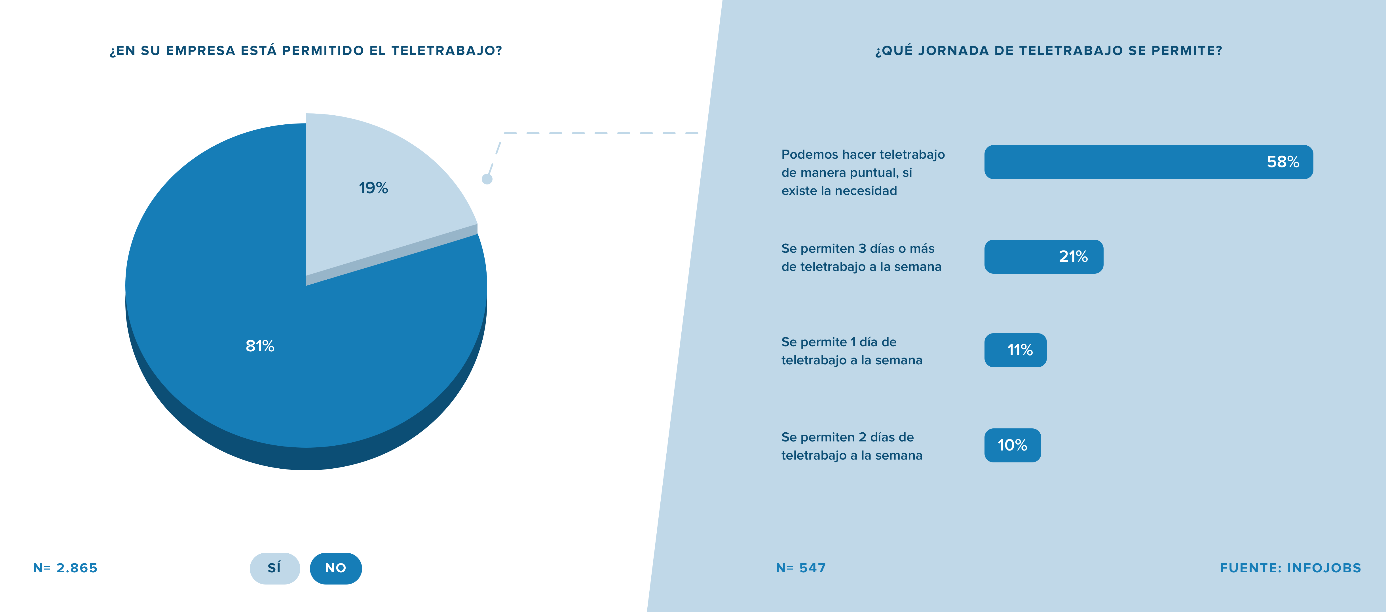 ¿EN SU EMPRESA ESTÁ PERMITIDO EL TELETRABAJO?
19%
81%
N= 2.865
SÍ
NO
¿QUÉ JORNADA DE TELETRABAJO SE PERMITE?
Podemos hacer teletrabajo
de manera puntual, si
existe la necesidad
58%
Se permiten 3 días o más
de teletrabajo a la semana
21%
Se permite 1 día de
teletrabajo a la semana
11%
Se permiten 2 días de
teletrabajo a la semana
10%
N= 547
FUENTE: INFOJOBS